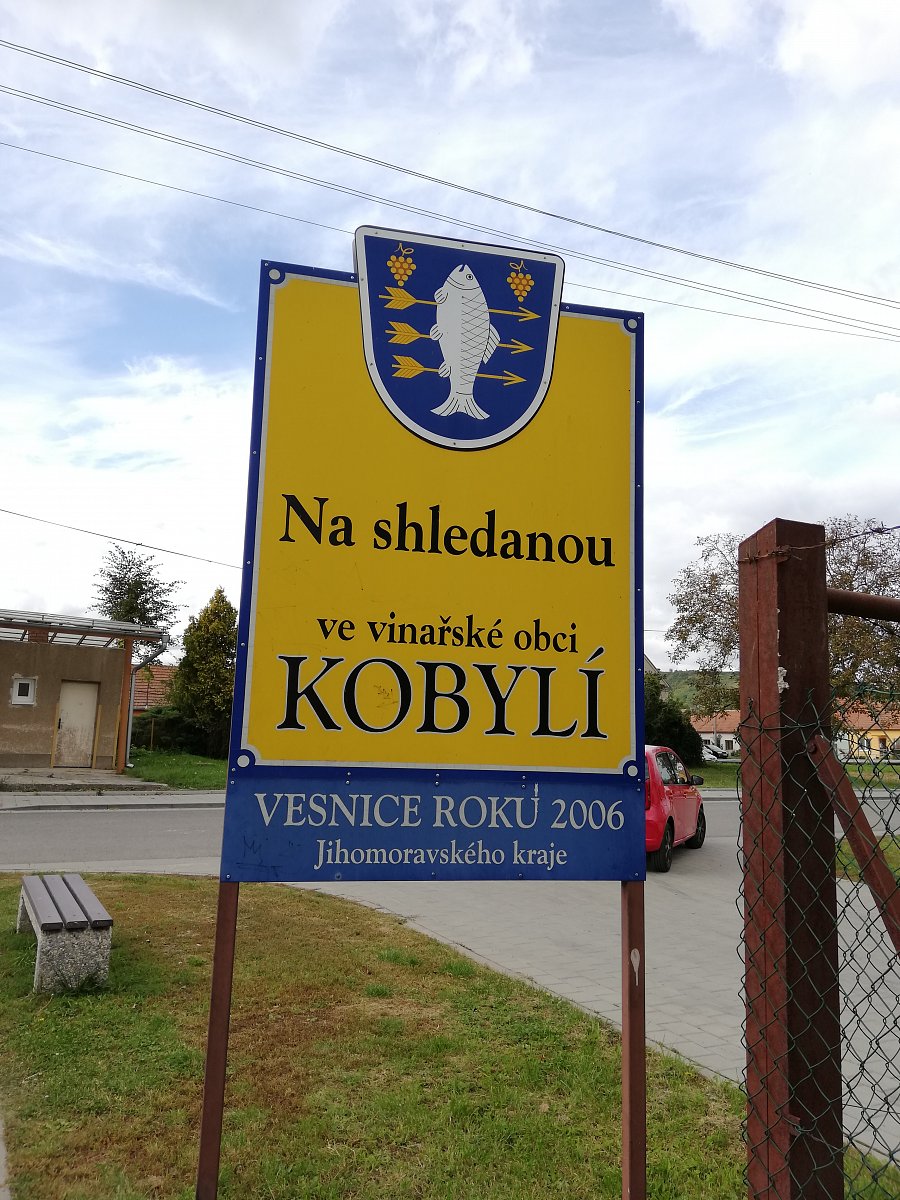 Na shledanou
ve vinařské obci
KOBYLÍ
VESNICE ROKU 2006
Jihomoravského kraje